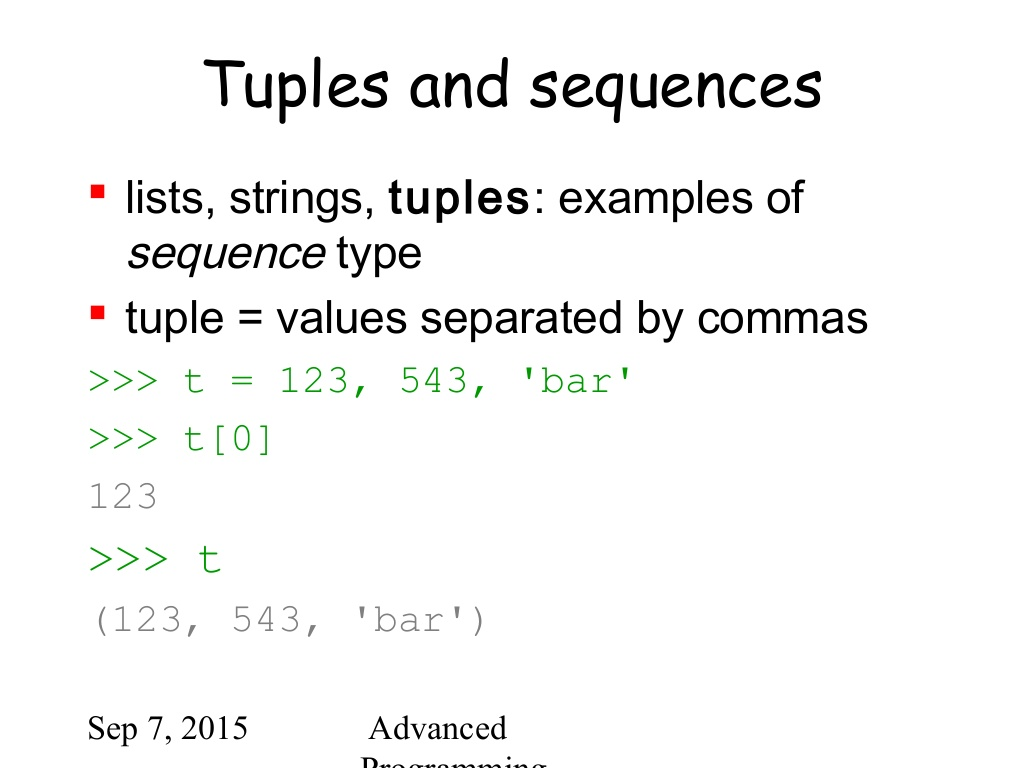 Tuples and sequences
lists, strings, tuples: examples of
sequence type
tuple = values separated by commas
>>> t = 123, 543, 'bar'
>>> t[0]
123
>>> t
(123, 543, 'bar')
Sep 7, 2015 Advanced
Programming